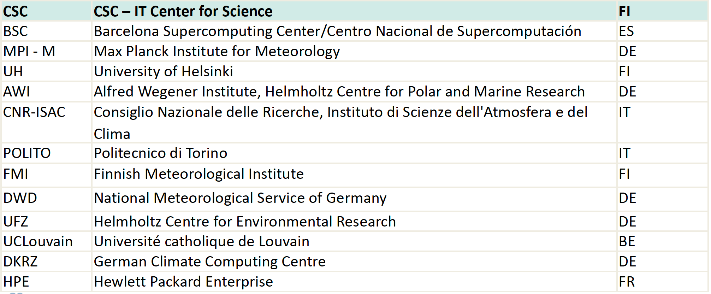 CSC CSC – IT Center for Science FI
BSC Barcelona Supercomputing Center/Centro Nacional de Supercomputación ES
MPI - M Max Planck Institute for Meteorology DE
UH University of Helsinki FI
AWI Alfred Wegener Institute, Helmholtz Centre for Polar and Marine Research DE
CNR-ISAC Consiglio Nazionale delle Ricerche, Instituto di Scienze dell'Atmosfera e del IT
Clima
POLITO Politecnico di Torino IT
FMI Finnish Meteorological Institute FI
DWD National Meteorological Service of Germany DE
UFZ Helmholtz Centre for Environmental Research DE
UCLouvain Université catholique de Louvain BE
DKRZ German Climate Computing Centre DE
HPE Hewlett Packard Enterprise FR